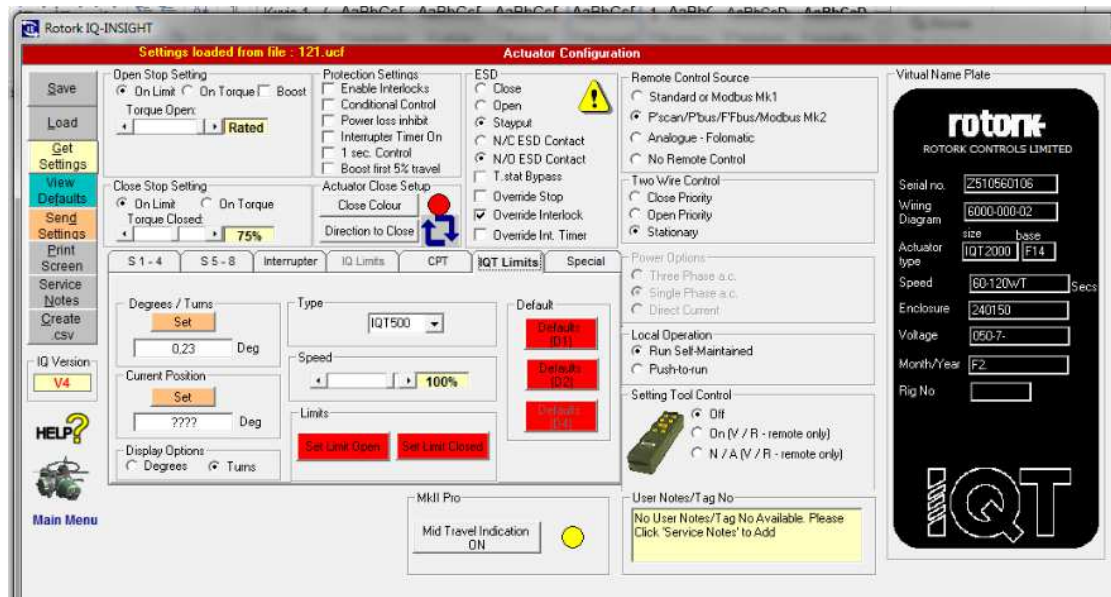 Rotork IQ-INSIGHT
Settings loaded from file : 121.ucf
Actuator Configuration
Save
Load
Get
Settings
View
Defaults
Send
Settings
Print
Screen
Service
Notes
Create
.csv
IQ Version
V4
HELP?
Main Menu
Open Stop Setting
On Limit On Torque Boost
Torque Open:
Rated
Close Stop Setting
On Limit On Torque
Torque Closed:
75%
Protection Settings
Enable Interlocks
Conditional Control
Power loss inhibit
Interrupter Timer On
1 sec. Control
Boost first 5% travel
Actuator Close Setup
Close Colour
Direction to Close
ESD
Close
Open
Stayput
N/C ESD Contact
N/O ESD Contact
T.stat Bypass
Override Stop
Override Interlock
Override Int. Timer
S 1 - 4 S 5 - 8 Interrupter IQ Limits CPT IQT Limits Special
Degrees / Turns
Set
0,23 Deg
Current Position
Set
???? Deg
Display Options
Degrees Turns
Type
IQT500
Speed
100%
Limits
Set Limit Open Set Limit Closed
Default
Defaults
(D1)
Defaults
(D2)
Defaults
(D4)
MkII Pro
Mid Travel Indication
ON
Remote Control Source
Standard or Modbus Mk1
P'scan/P'bus/F'Fbus/Modbus Mk2
Analogue - Folomatic
No Remote Control
Two Wire Control
Close Priority
Open Priority
Stationary
Power Options
Three Phase a.c.
Single Phase a.c.
Direct Current
Local Operation
Run Self-Maintained
Push-to-run
Setting Tool Control
Off
On (V / R - remote only)
N / A (V / R - remote only)
User Notes/Tag No
No User Notes/Tag No Available. Please
Click 'Service Notes' to Add
Virtual Name Plate
rotork
ROTORK CONTROLS LIMITED
Serial no. Z510560106
Wiring
Diagram 6000-000-02
size base
Actuator
type IQT2000 F14
Speed 60-120WT Secs
Enclosure 240150
Voltage 050-7-
Month/Year F2.
Rig No
IQT